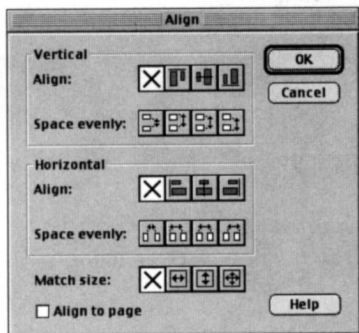 Align
Vertical
OK
Align:
Cancel
Space evenly:
Horizontal
Align:
Space evenly:
Match size:
Align to page
Help